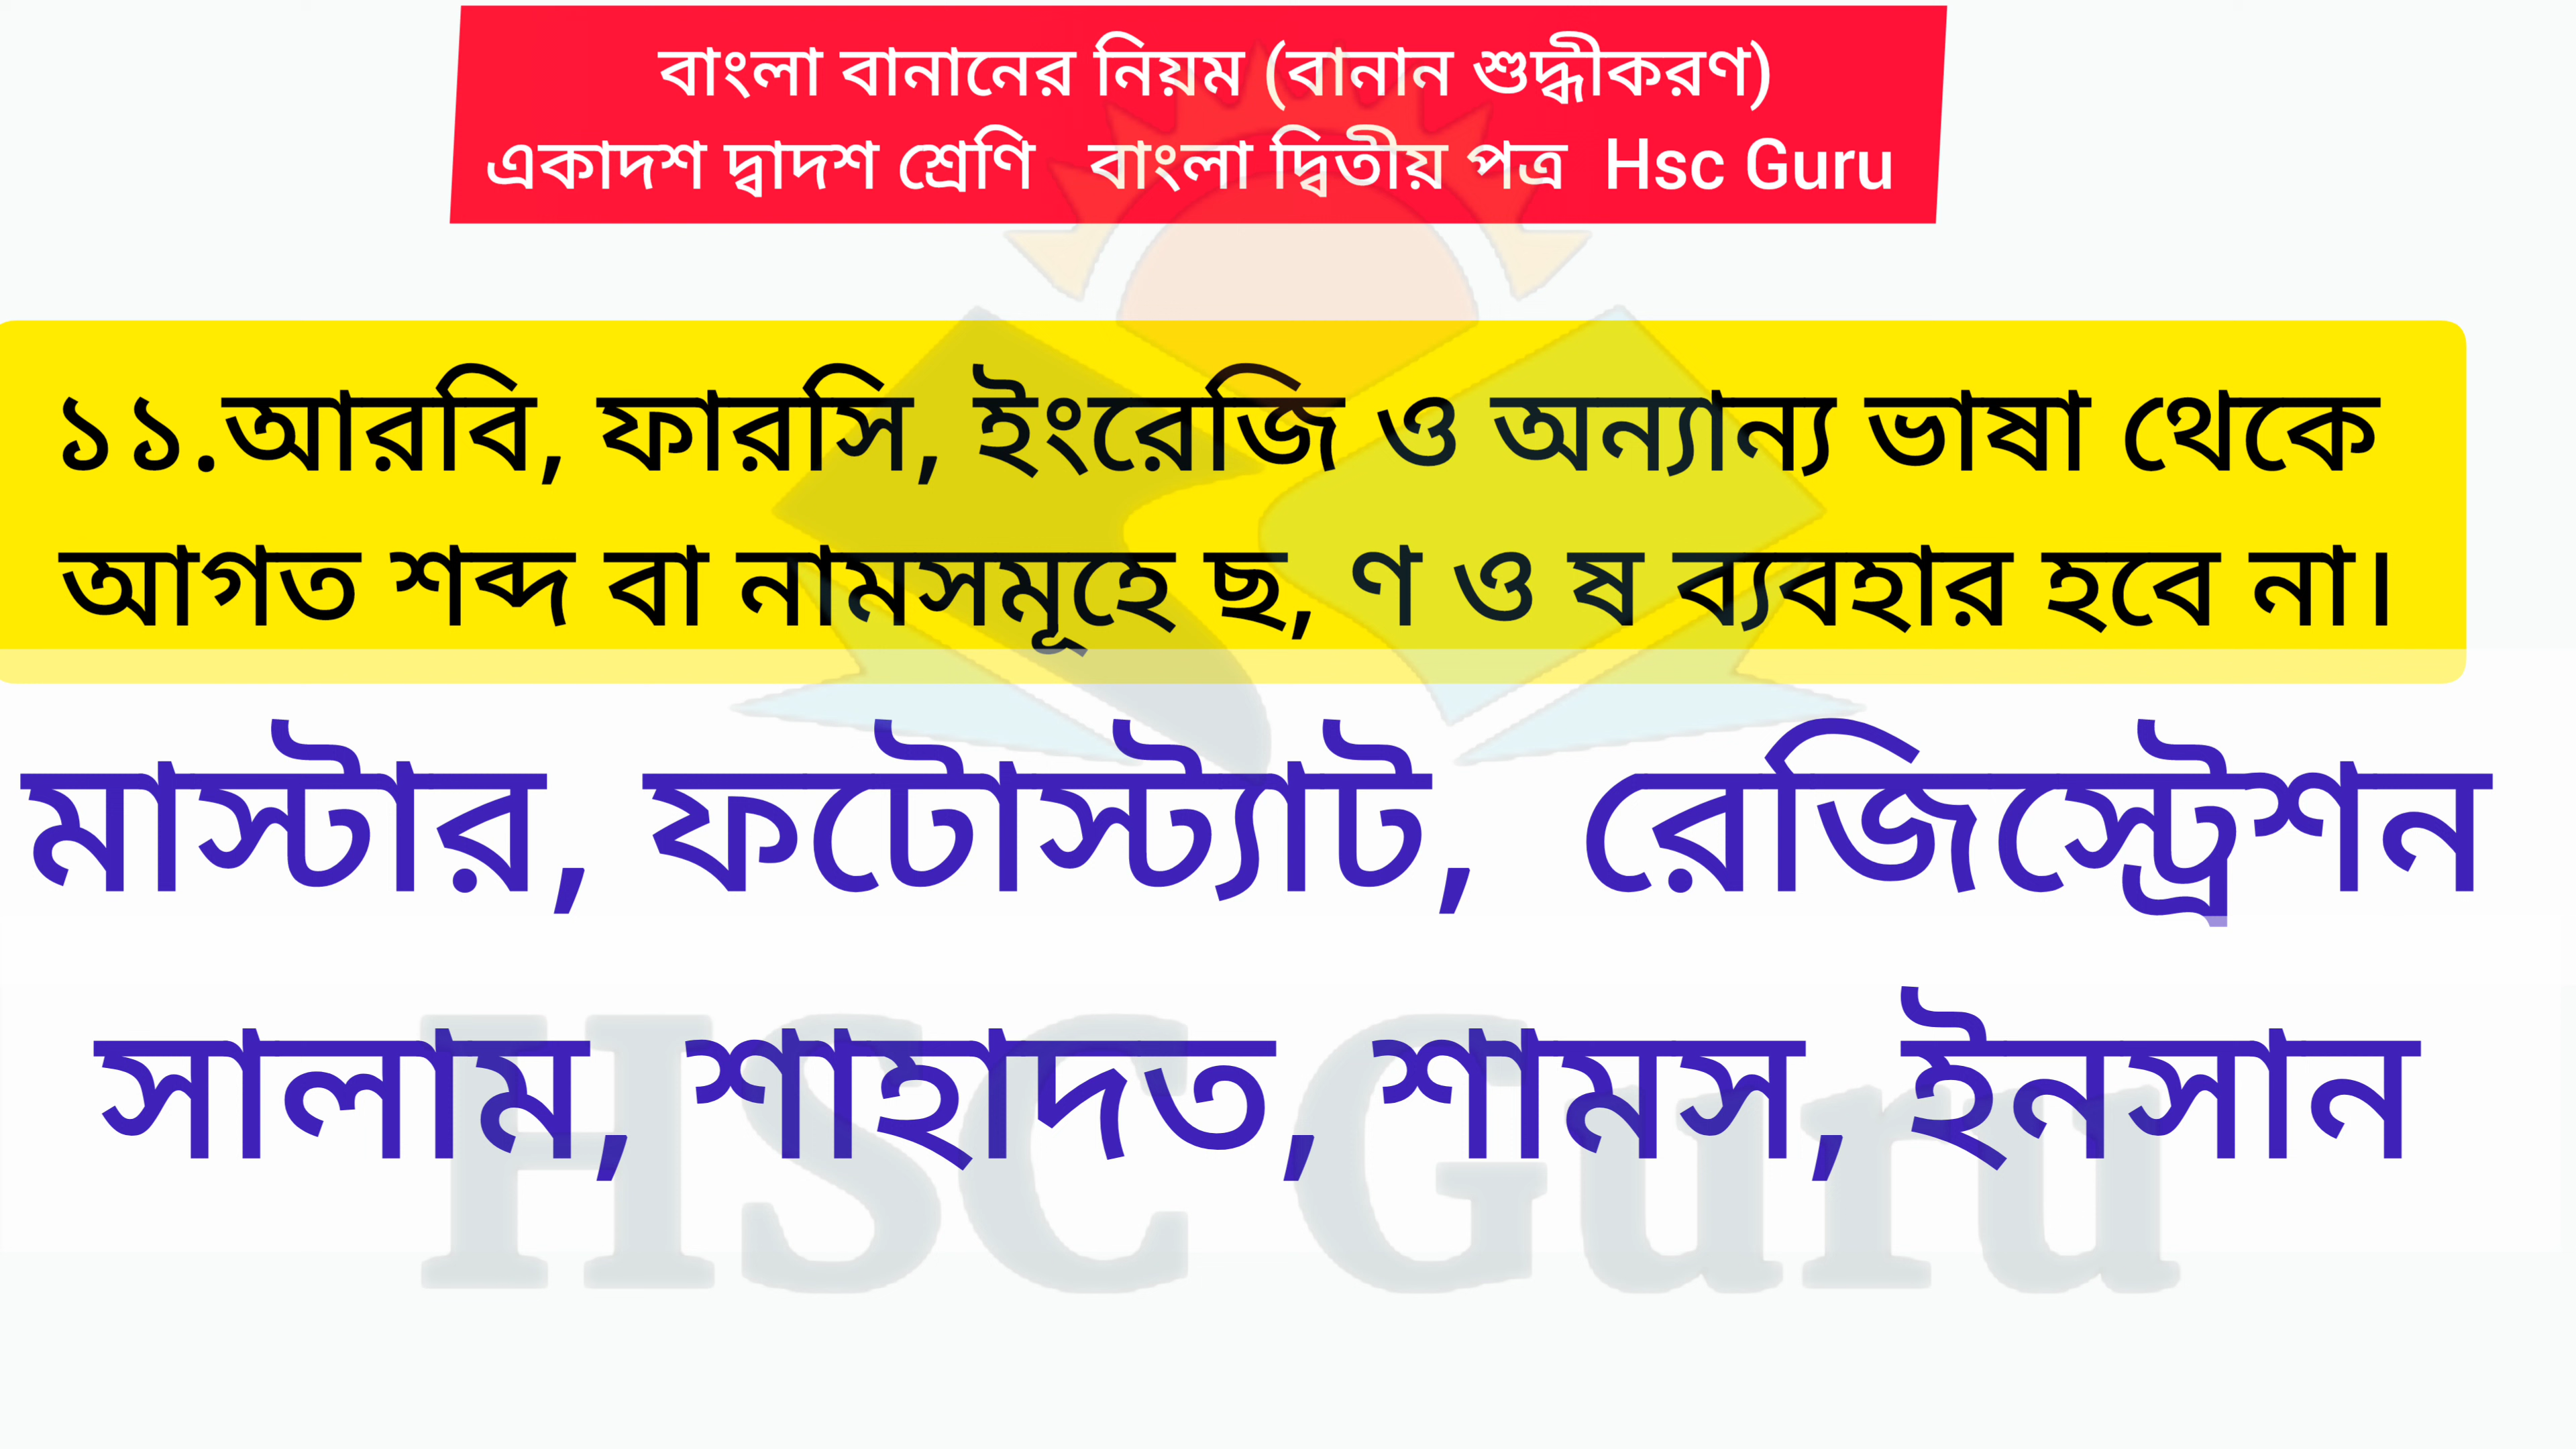 বাংলা বানানের নিয়ম (বানান শুদ্ধীকরণ)
একাদশ দ্বাদশ শ্রেণি বাংলা দ্বিতীয় পত্র Hsc Guru
১১.আরবি, ফারসি, ইংরেজি ও অন্যান্য ভাষা থেকে
আগত শব্দ বা নামসমূহে ছ, ণ ও ষ ব্যবহার হবে না।
মাস্টার, ফটোস্ট্যাট, রেজিস্ট্রেশন
সালাম, শাহাদত, শামস, ইনসান
HSC Guru